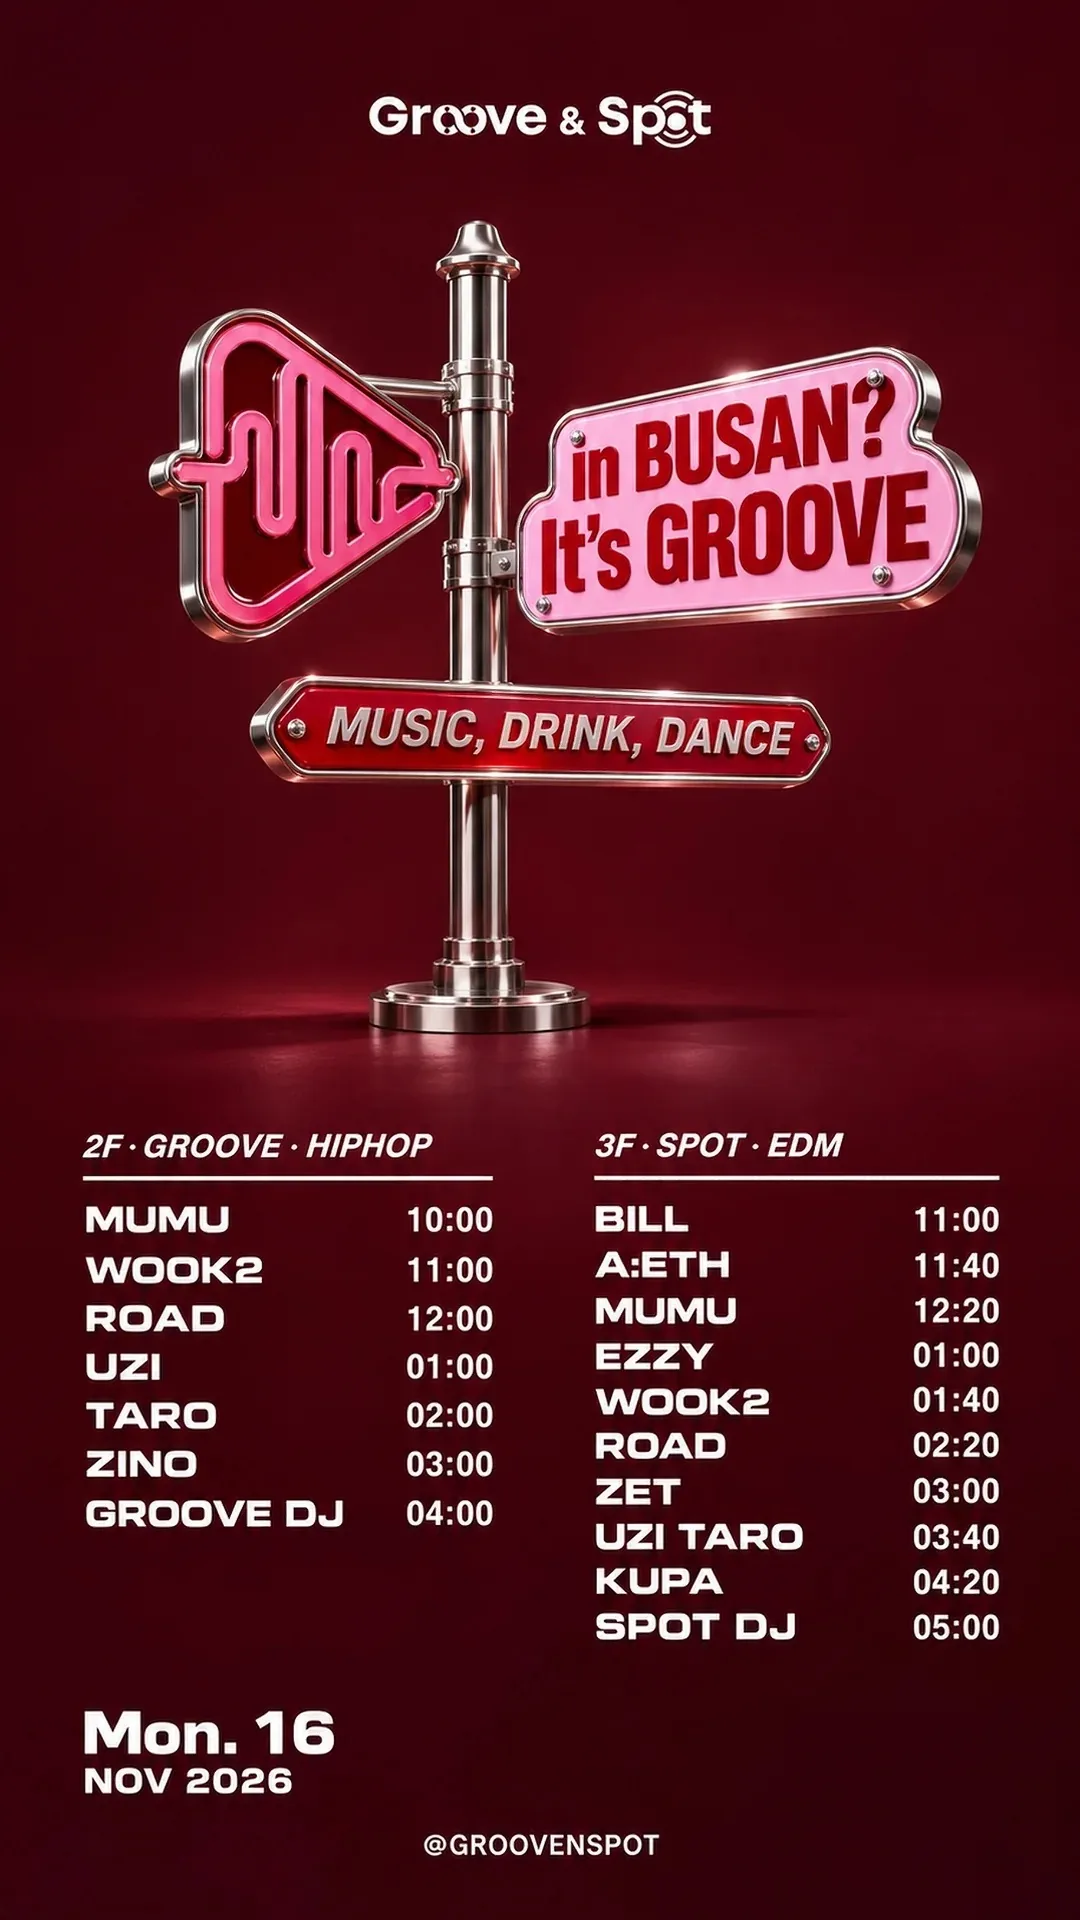 Groove & Spot
in BUSAN?
It's GROOVE
MUSIC, DRINK, DANCE
2F · GROOVE · HIPHOP
MUMU 10:00
WOOK2 11:00
ROAD 12:00
UZI 01:00
TARO 02:00
ZINO 03:00
GROOVE DJ 04:00
3F · SPOT · EDM
BILL 11:00
A:ETH 11:40
MUMU 12:20
EZZY 01:00
WOOK2 01:40
ROAD 02:20
ZET 03:00
UZI TARO 03:40
KUPA 04:20
SPOT DJ 05:00
Mon. 16
NOV 2026
@GROOVENSPOT